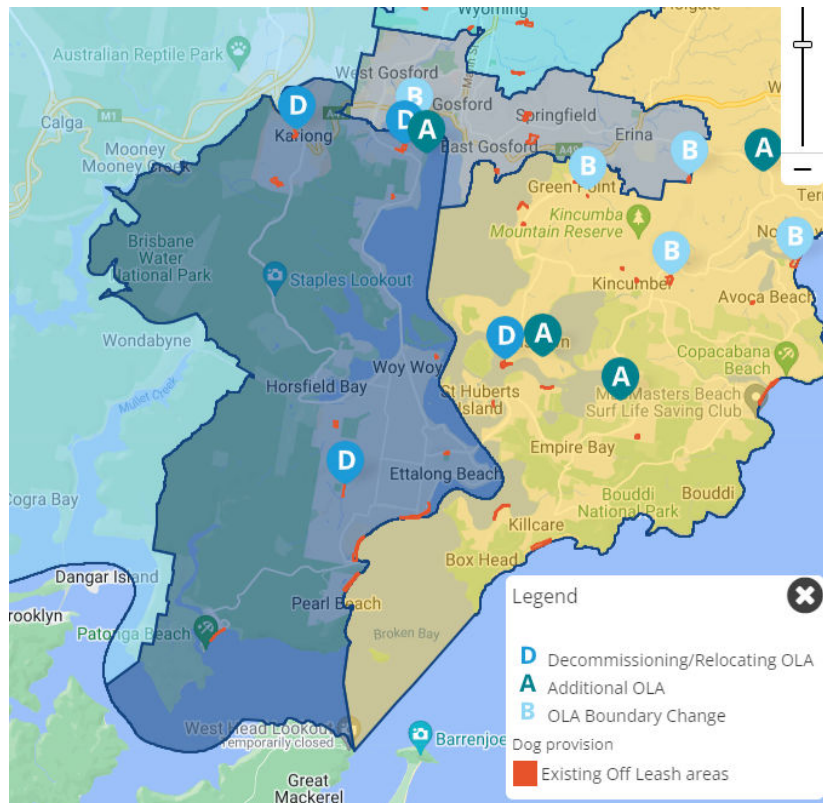 Wyoming
Holgate
Australian Reptile Park
West Gosford
B
D
Gosford
Springfield
D
A
M1
Calga
Kariong
East Gosford
Erina
A49
B
A
Mooney
Mooney Creek
B
Green Point
Kincumba
Mountain Reserve
B
Brisbane
Water
National Park
B
Staples Lookout
Kincumber
Avoca Beach
Wondabyne
D
A
Copacabana
Beach
Woy Woy
A
Mullet Creek
Horsfield Bay
St Huberts
Island
MacMasters Beach
Surf Life Saving Club
D
Empire Bay
Ettalong Beach
Cogra Bay
Bouddi
National Park
Bouddi
Killcare
Box Head
Dangar Island
rooklyn
Pearl Beach
Patonga Beach
Broken Bay
West Head Lookout
Temporarily closed
Barrenjoe
Great
Mackerel
Legend
D Decommissioning/Relocating OLA
A Additional OLA
B OLA Boundary Change
Dog provision
Existing Off Leash areas